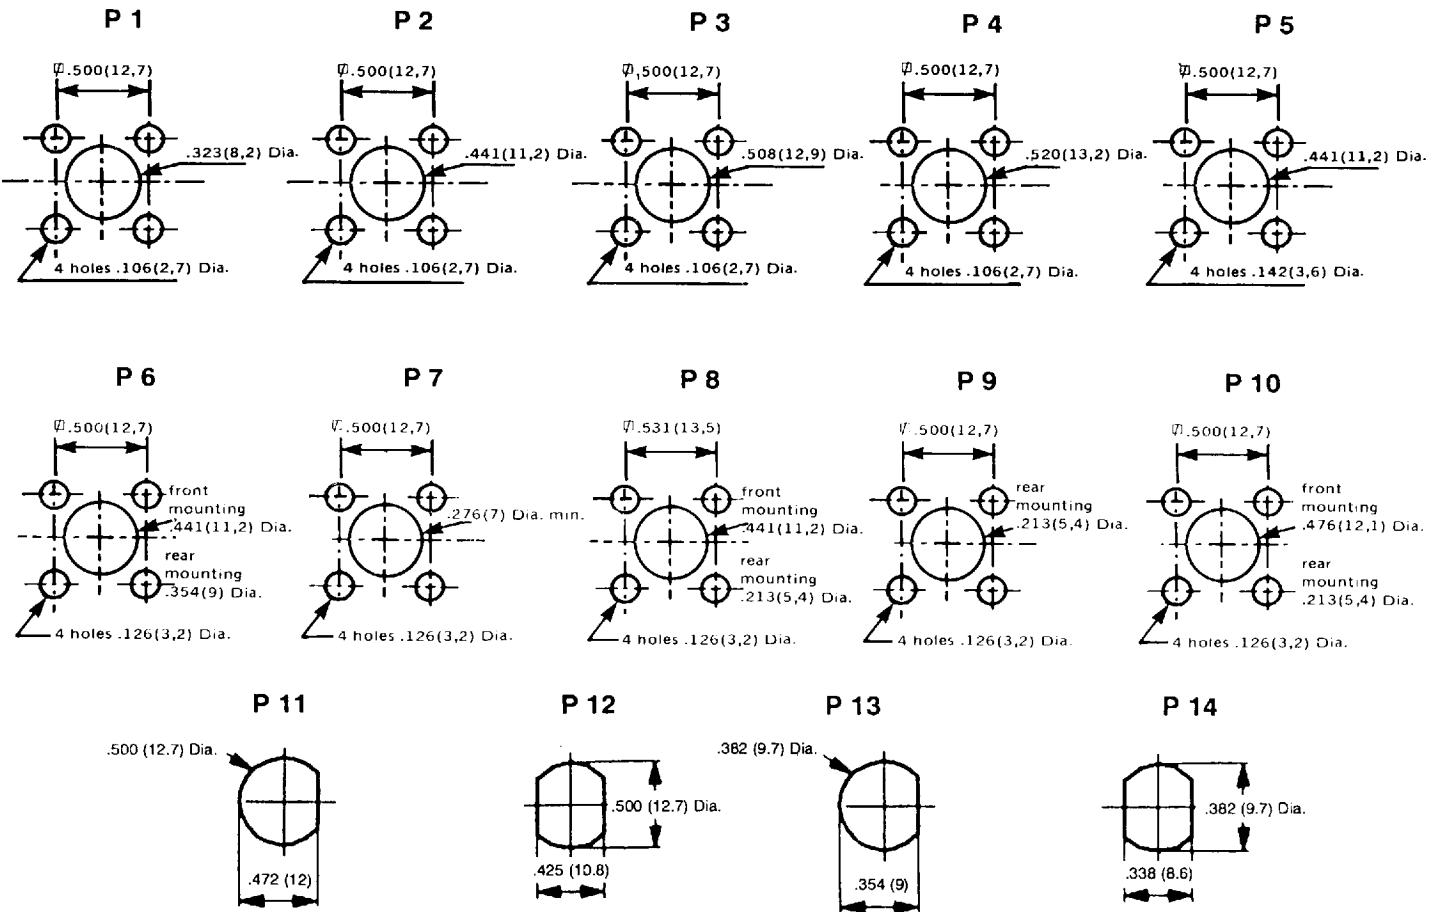 P 1
P 2
P 3
P 4
P 5
.500(12,7)
.500(12,7)
,500(12,7)
.500(12,7)
.500(12,7)
.323(8,2) Dia.
.441(11,2) Dia.
.508(12,9) Dia.
.520(13,2) Dia.
.441(11,2) Dia.
4 holes .106(2,7) Dia.
4 holes .106(2,7) Dia.
4 holes .106(2,7) Dia.
4 holes .106(2,7) Dia.
4 holes .142(3,6) Dia.
P 6
P 7
P 8
P 9
P 10
.500(12,7)
.500(12,7)
.531(13,5)
.500(12,7)
.500(12,7)
front
mounting
.441(11,2) Dia.
rear
mounting
.354(9) Dia.
.276(7) Dia. min.
front
mounting
.441(11,2) Dia.
rear
mounting
.213(5,4) Dia.
rear
mounting
.213(5,4) Dia.
front
mounting
.476(12,1) Dia.
rear
mounting
.213(5,4) Dia.
4 holes .126(3,2) Dia.
4 holes .126(3,2) Dia.
4 holes .126(3,2) Dia.
4 holes .126(3,2) Dia.
4 holes .126(3,2) Dia.
P 11
P 12
P 13
P 14
.500 (12.7) Dia.
.472 (12)
.500 (12.7) Dia.
.425 (10.8)
.382 (9.7) Dia.
.354 (9)
.382 (9.7) Dia.
.338 (8.6)